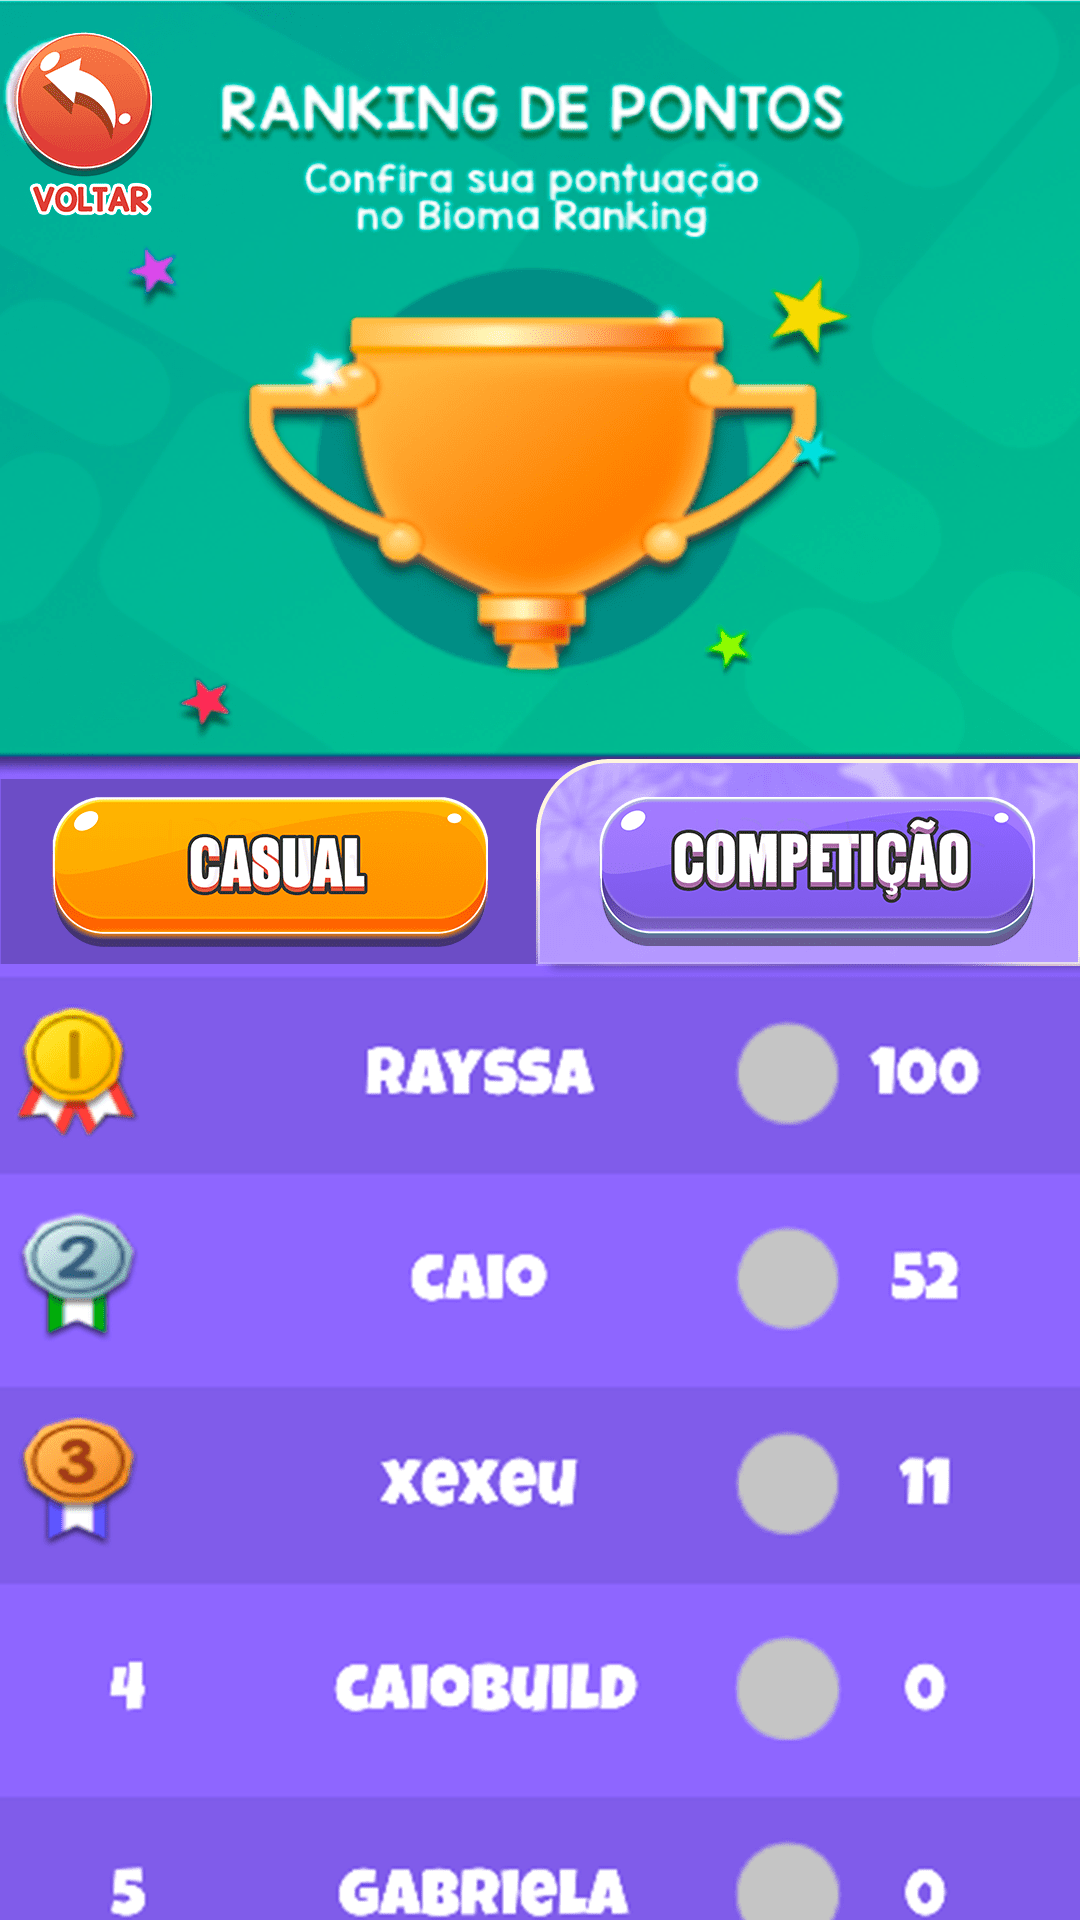 VOLTAR
RANKING DE PONTOS
Confira sua pontuação
no Bioma Ranking
CASUAL
COMPETIÇÃO
1 RAYSSA 100
2 CAIO 52
3 xexeu 11
4 CAIOBUILD 0
5 GABRIELA 0